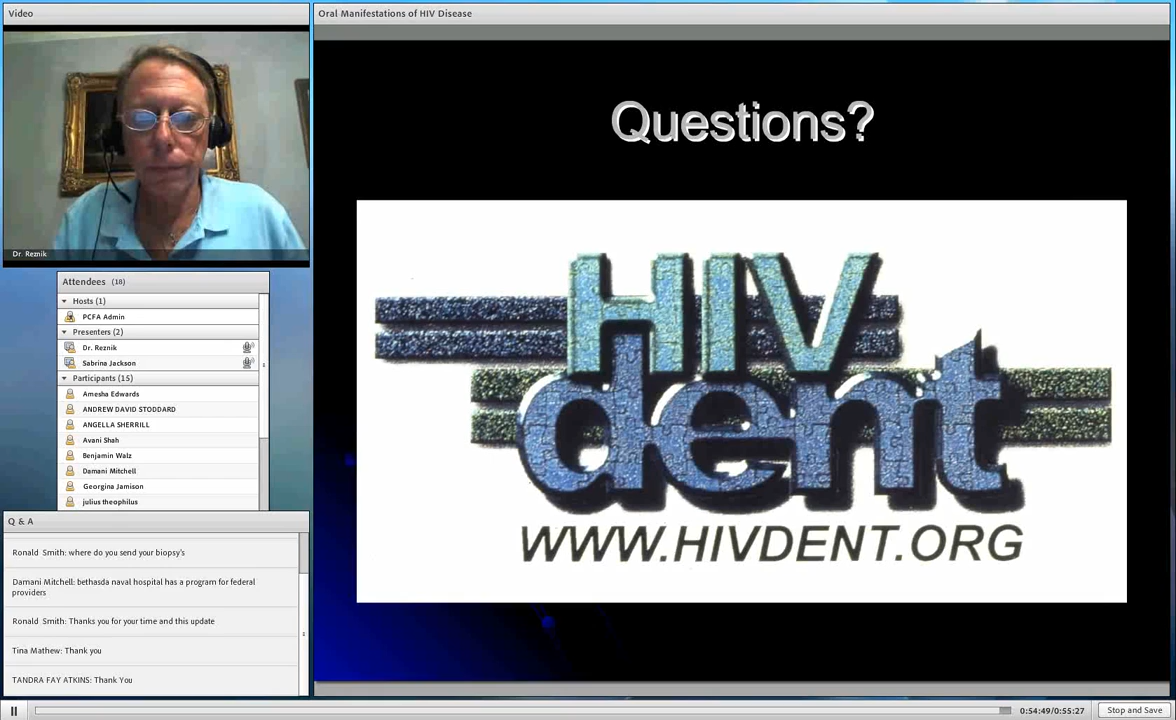 Video
Dr. Reznik
Attendees (18)
Hosts (1)
PCFA Admin
Presenters (2)
Dr. Reznik
Sabrina Jackson
Participants (15)
Amesha Edwards
ANDREW DAVID STODDARD
ANGELLA SHERRILL
Avani Shah
Benjamin Walz
Damani Mitchell
Georgina Jamison
julius theophilus
Q & A
Ronald Smith: where do you send your biopsy's
Damani Mitchell: bethasda naval hospital has a program for federal
providers
Ronald Smith: Thanks you for your time and this update
Tina Mathew: Thank you
TANDRA FAY ATKINS: Thank You
Oral Manifestations of HIV Disease
Questions?
HIV
dent
WWW.HIVDENT.ORG
0:54:49/0:55:27
Stop and Save